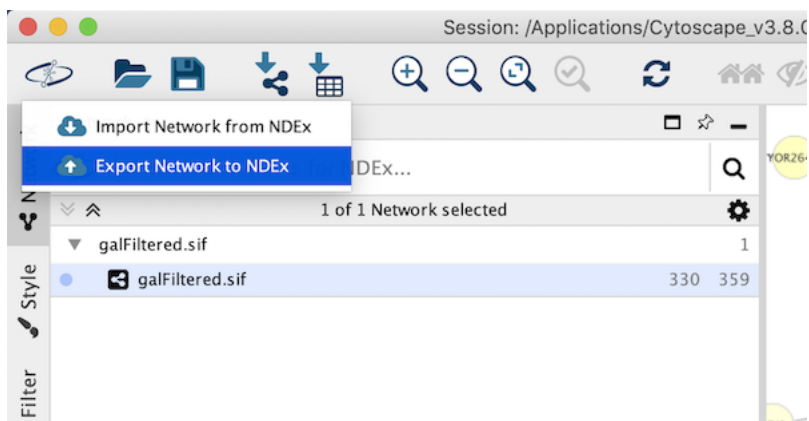 Session: /Applications/Cytoscape_v3.8.0
Import Network from NDEx
Export Network to NDEx
NDEx...
1 of 1 Network selected
galFiltered.sif 1
galFiltered.sif 330 359
Style
Filter
YOR264